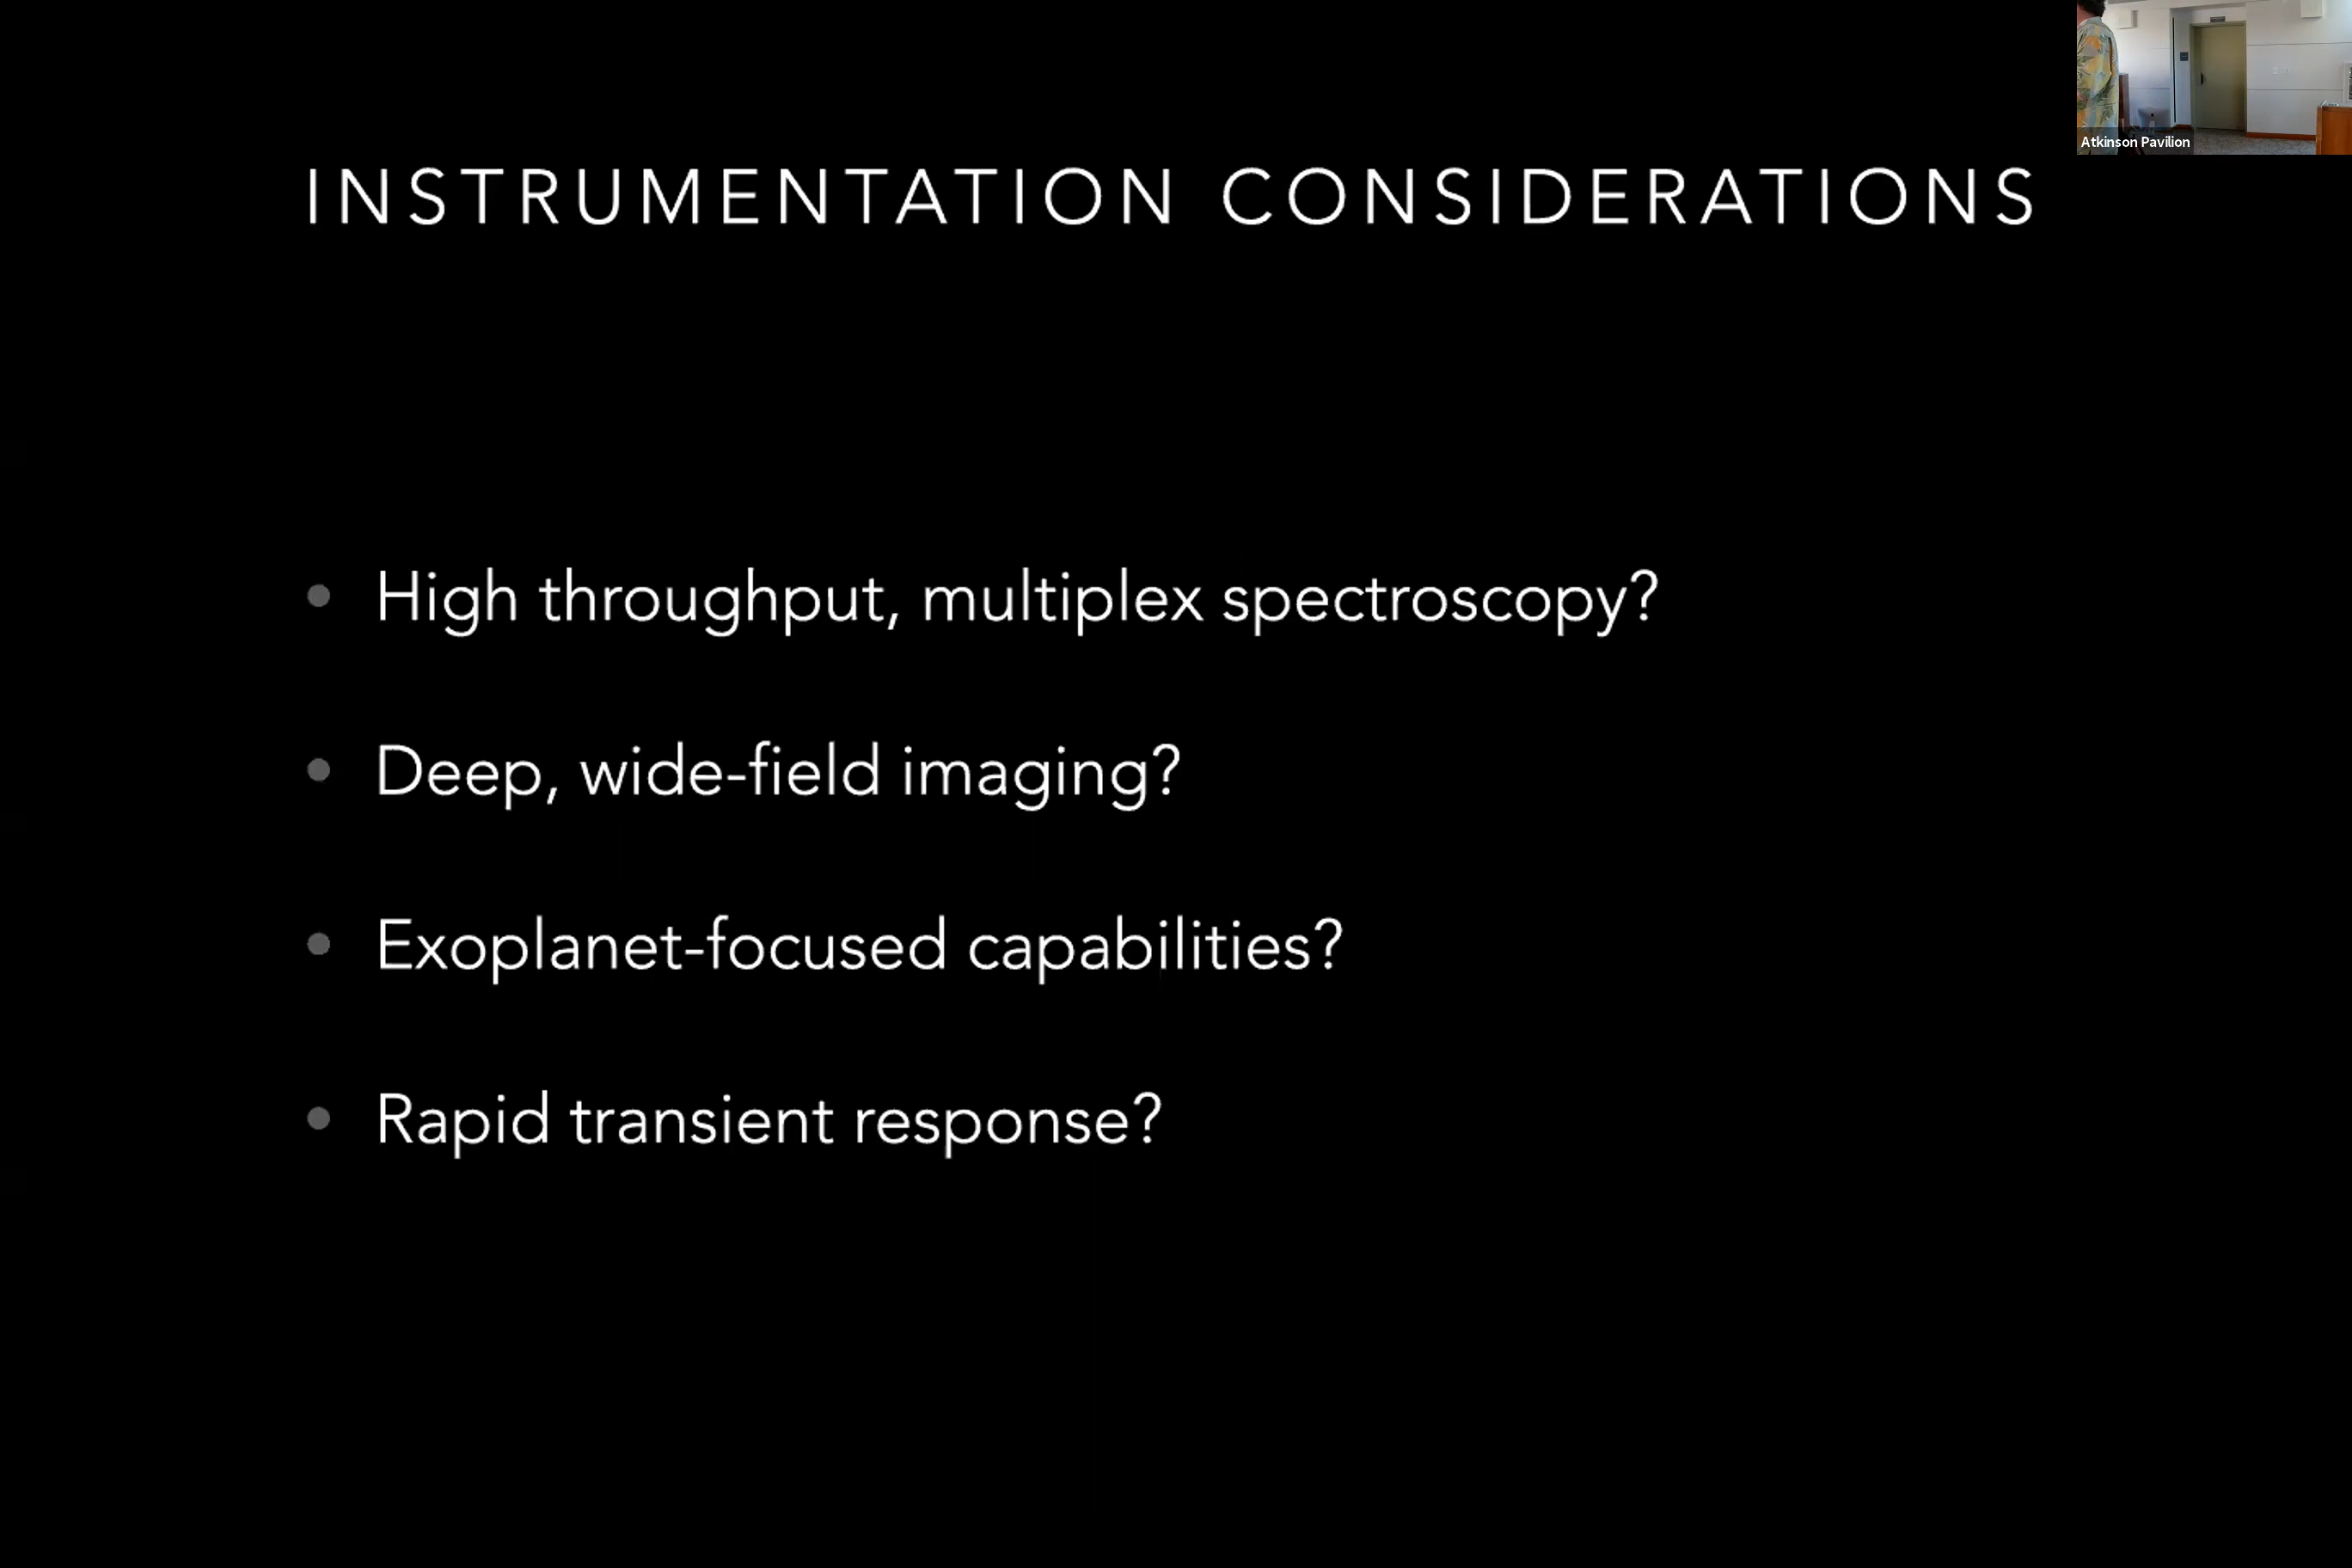 Atkinson Pavilion
INSTRUMENTATION CONSIDERATIONS
High throughput, multiplex spectroscopy?
Deep, wide-field imaging?
Exoplanet-focused capabilities?
Rapid transient response?